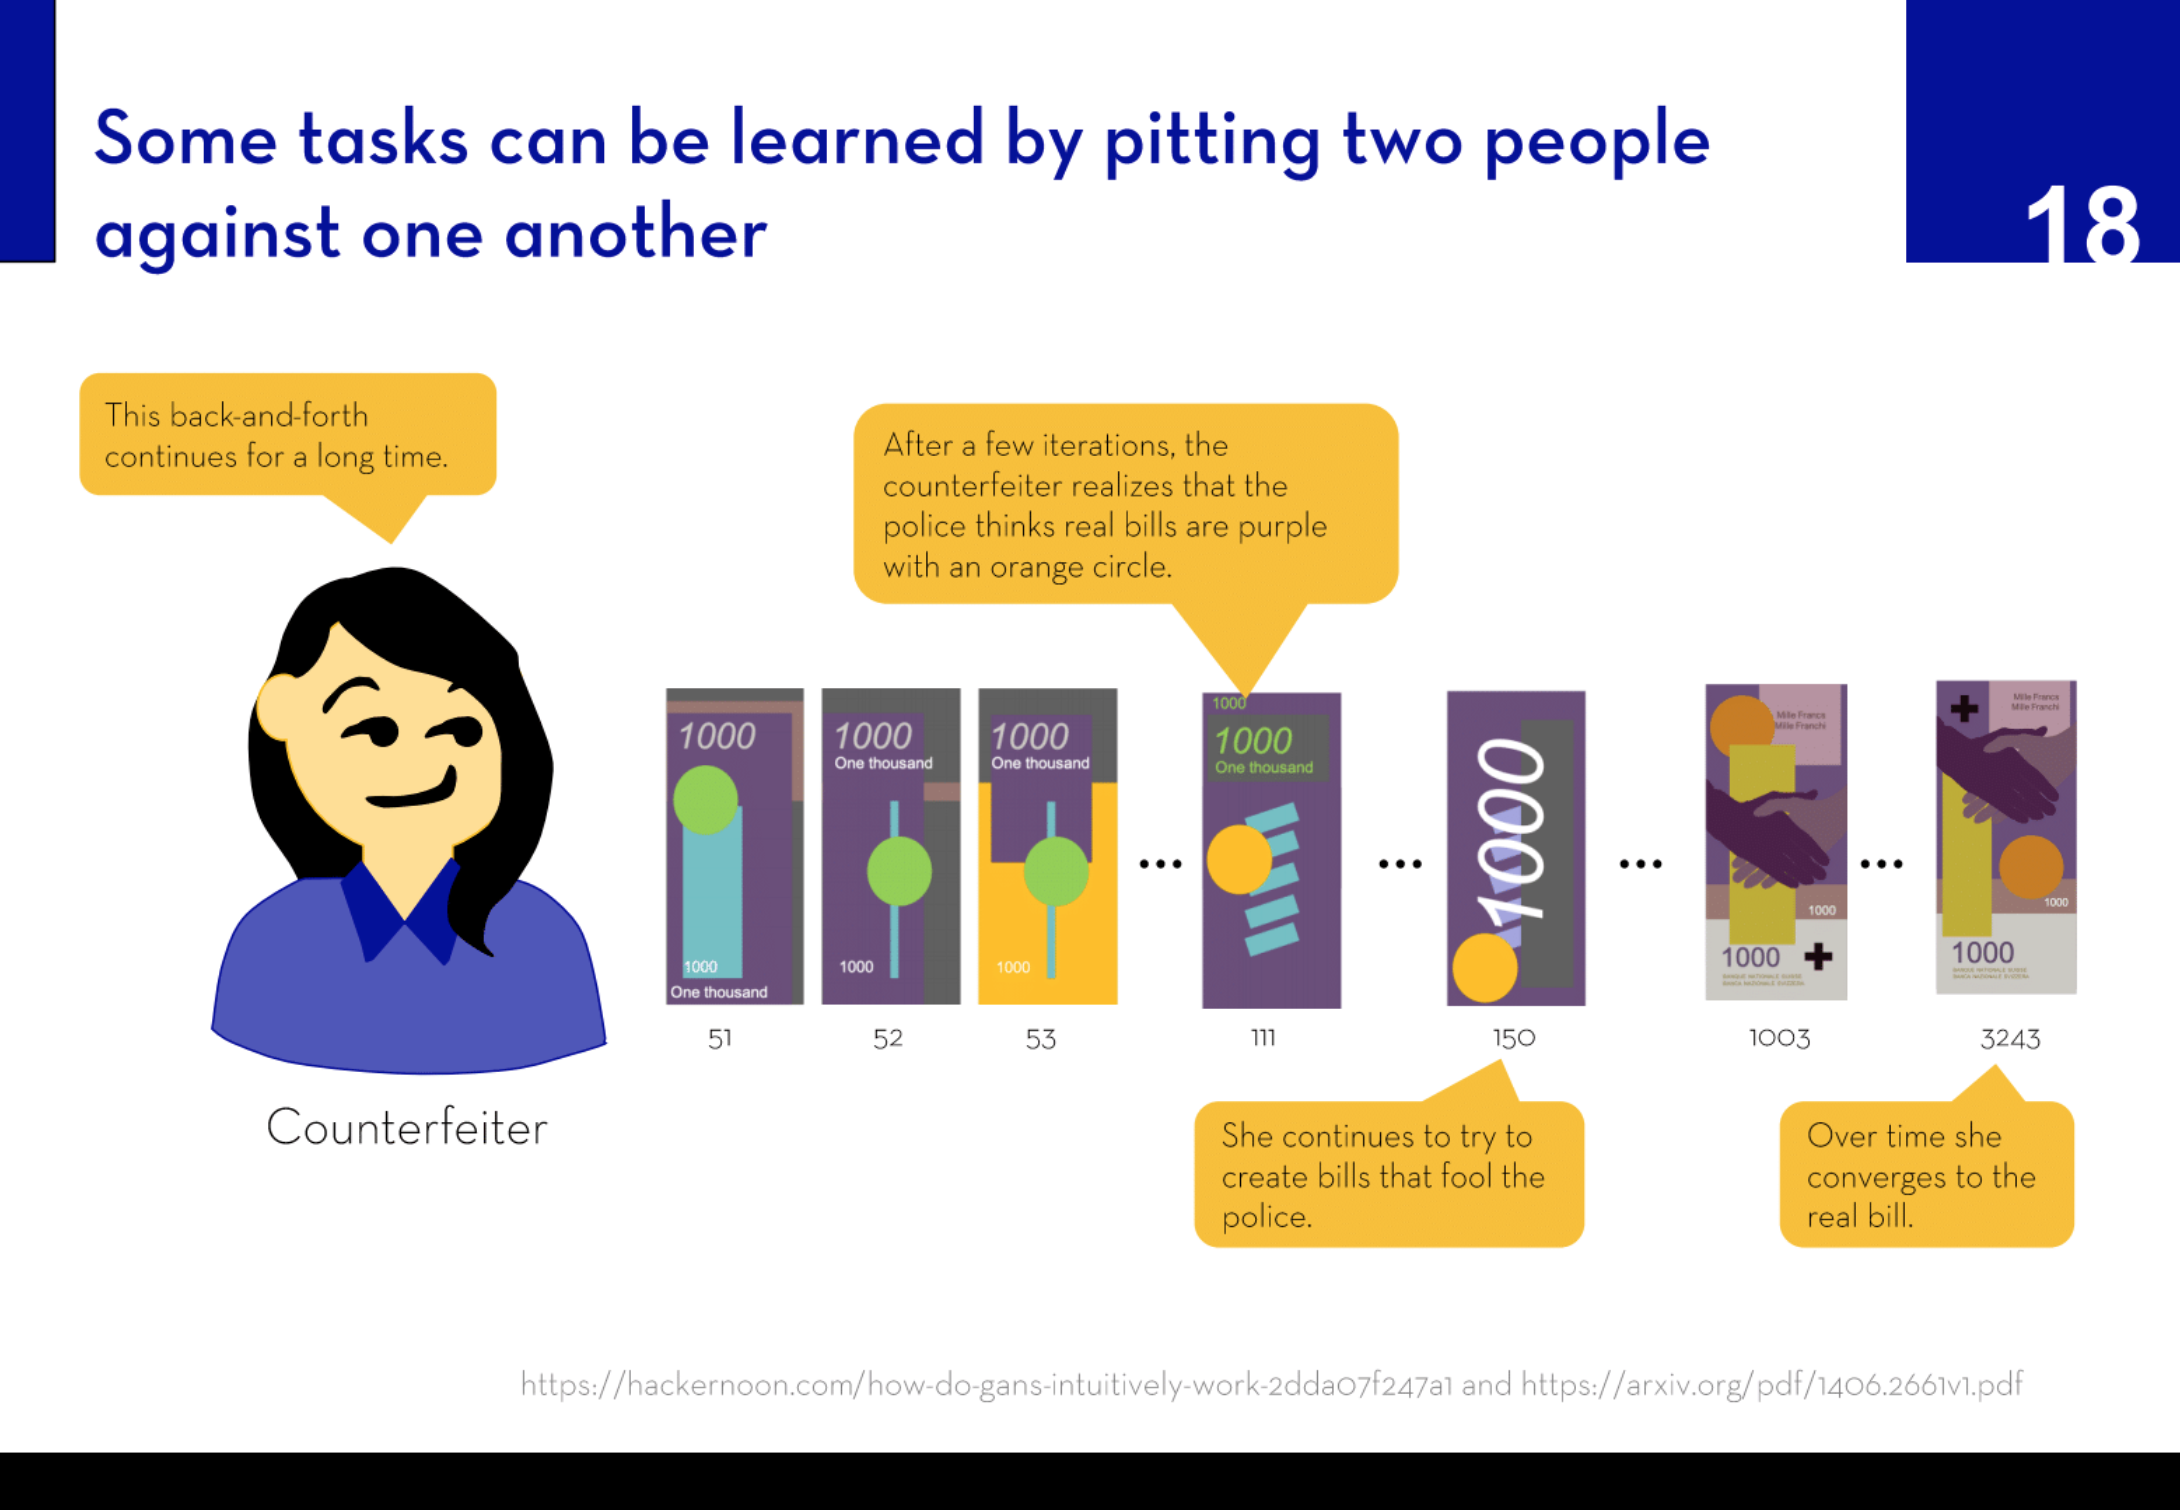 Some tasks can be learned by pitting two people
against one another
18
This back-and-forth
continues for a long time.
After a few iterations, the
counterfeiter realizes that the
police thinks real bills are purple
with an orange circle.
1000
1000
One thousand
1000
One thousand
1000
1000
One thousand
1000
1000
1000
One thousand
1000
Mille Francs
Mille Franchi
1000
1000
Mille Francs
Mille Franchi
1000
1000
51
52
53
111
150
1003
3243
Counterfeiter
She continues to try to
create bills that fool the
police.
Over time she
converges to the
real bill.
https://hackernoon.com/how-do-gans-intuitively-work-2dda07f247a1 and https://arxiv.org/pdf/1406.2661v1.pdf